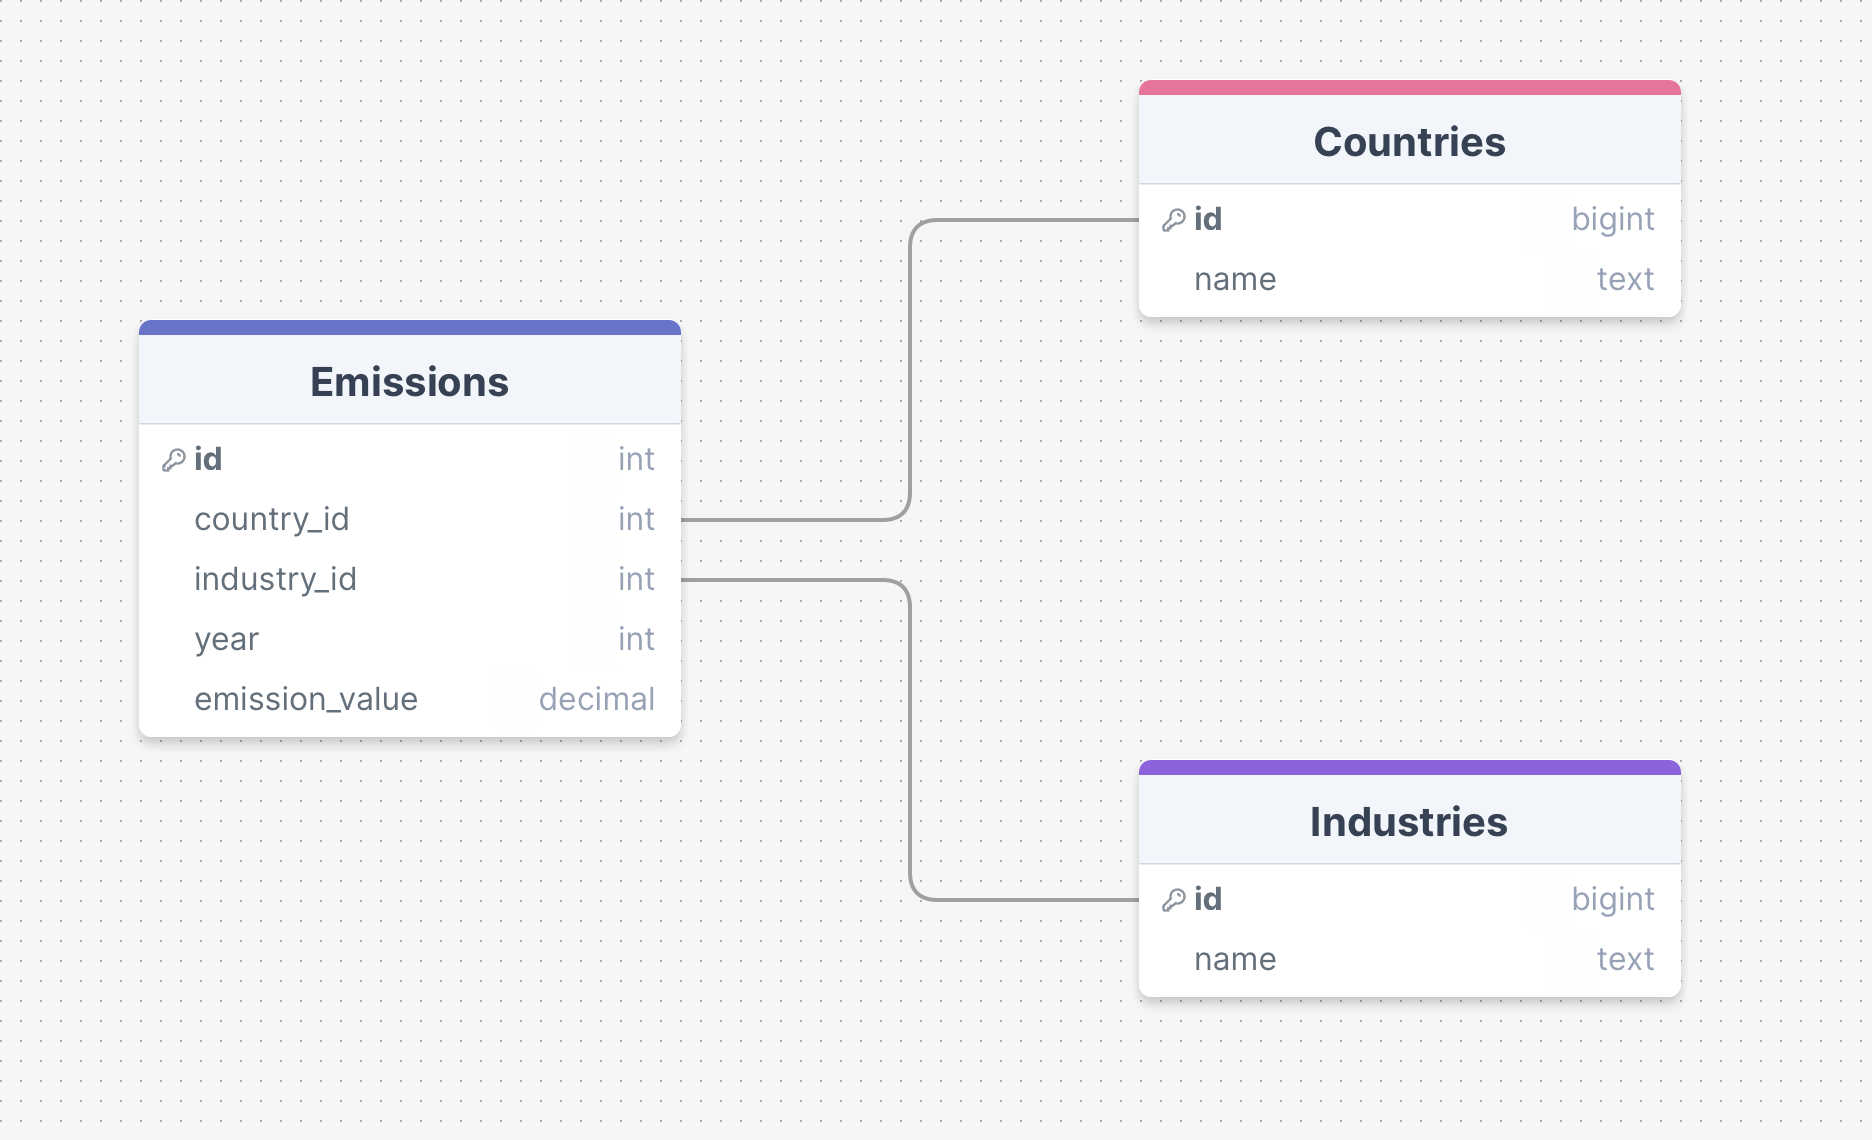 Countries
id bigint
name text
Emissions
id int
country_id int
industry_id int
year int
emission_value decimal
Industries
id bigint
name text